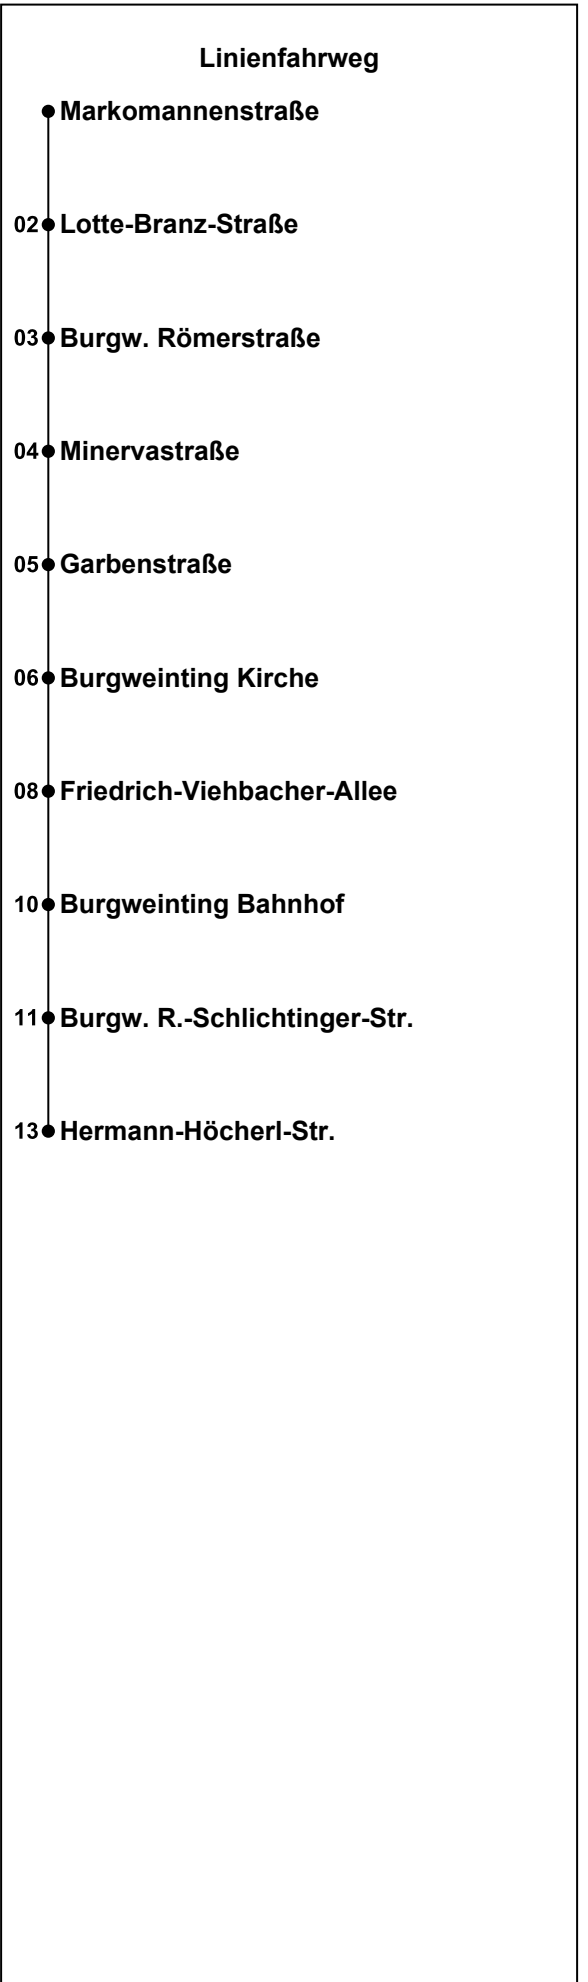 Linienfahrweg
Markomannenstraße
02 Lotte-Branz-Straße
03 Burgw. Römerstraße
04 Minervastraße
05 Garbenstraße
06 Burgweinting Kirche
08 Friedrich-Viehbacher-Allee
10 Burgweinting Bahnhof
11 Burgw. R.-Schlichtinger-Str.
13 Hermann-Höcherl-Str.